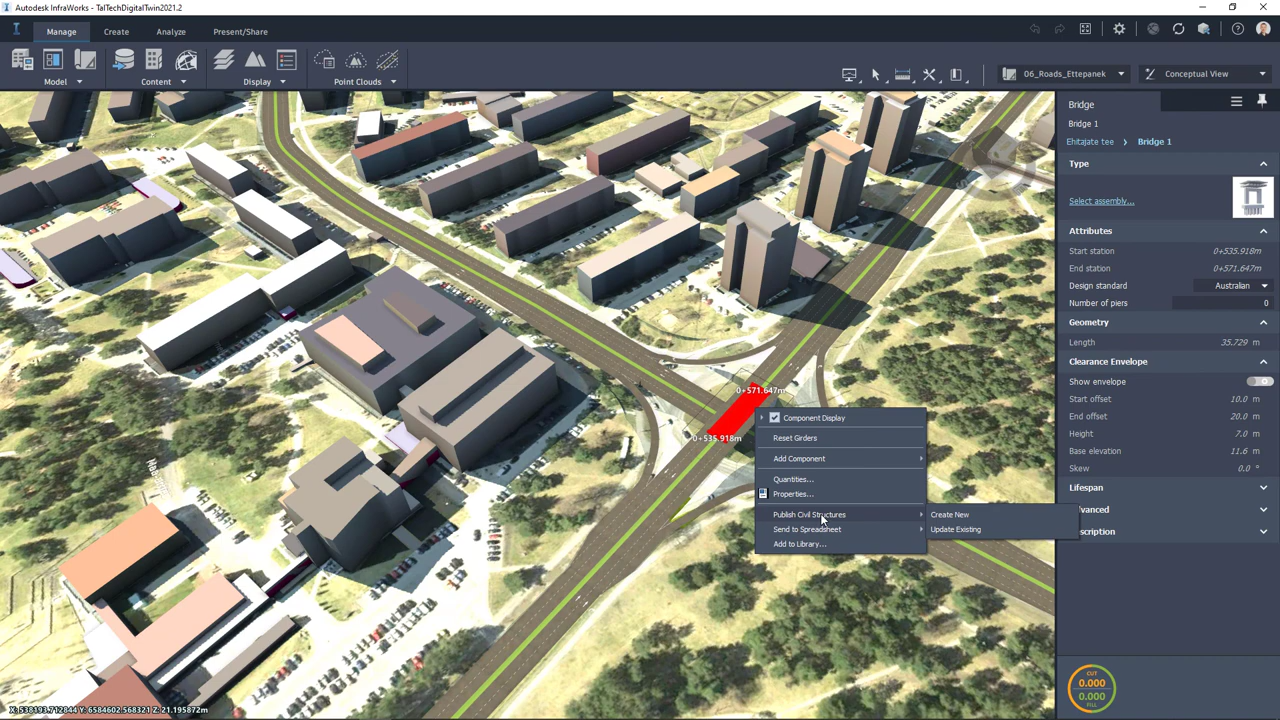 Autodesk InfraWorks - TalTechDigitalTwin2021.2
Manage Create Analyze Present/Share
Model Content Display Point Clouds
06_Roads_Ettepanek Conceptual View
Bridge
Bridge 1
Ehitajate tee > Bridge 1
Type
Select assembly...
Attributes
Start station 0+535.918m
End station 0+571.647m
Design standard Australian
Number of piers 0
Geometry
Length 35.729 m
Clearance Envelope
Show envelope
Start offset 10.0 m
End offset 20.0 m
Height 7.0 m
Base elevation 11.6 m
Skew 0.0 °
Lifespan
dvanced
scription
0+571.647m
0+535.918m
Component Display
Reset Girders
Add Component
Quantities...
Properties...
Publish Civil Structures
Send to Spreadsheet
Add to Library...
Create New
Update Existing
CUT
0.000
0.000
FILL